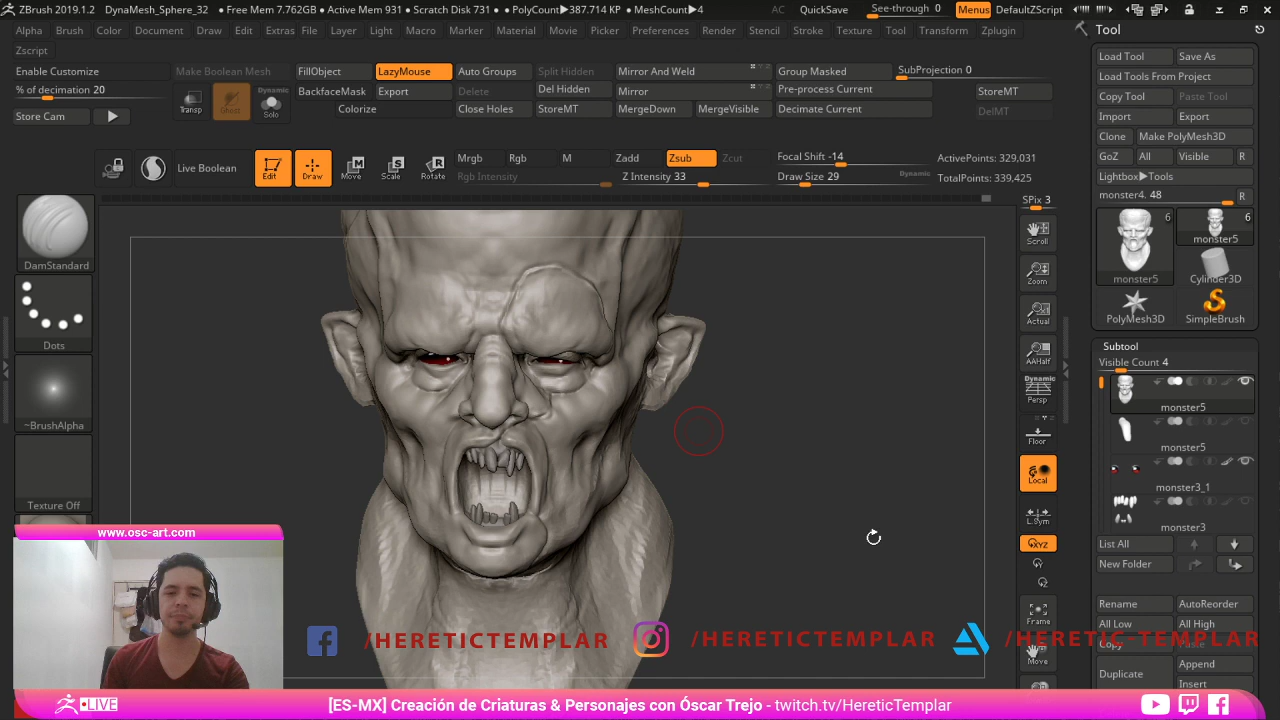 ZBrush 2019.1.2 DynaMesh_Sphere_32 • Free Mem 7.762GB • Active Mem 931 • Scratch Disk 731 • PolyCount▶387.714 KP • MeshCount▶4 AC QuickSave See-through 0 Menus DefaultZScript
Alpha Brush Color Document Draw Edit Extras File Layer Light Macro Marker Material Movie Picker Preferences Render Stencil Stroke Texture Tool Transform Zplugin
Zscript
Enable Customize Make Boolean Mesh FillObject LazyMouse Auto Groups Split Hidden Mirror And Weld Group Masked SubProjection 0
% of decimation 20 Transp Ghost Dynamic Solo BackfaceMask Export Delete Del Hidden Mirror Pre-process Current StoreMT
Store Cam Colorize Close Holes StoreMT MergeDown MergeVisible Decimate Current DelMT
Live Boolean Edit Draw Move Scale Rotate Mrgb Rgb M Zadd Zsub Zcut Focal Shift -14 ActivePoints: 329,031
Rgb Intensity Z Intensity 33 Draw Size 29 Dynamic TotalPoints: 339,425
DamStandard
Dots
~BrushAlpha
Texture Off
SPix 3
Scroll
Zoom
Actual
AAHalf
Dynamic
Persp
Floor
Local
L.Sym
XYZ
Frame
Move
Tool
Load Tool Save As
Load Tools From Project
Copy Tool Paste Tool
Import Export
Clone Make PolyMesh3D
GoZ All Visible R
Lightbox▶Tools
monster4. 48 R
6 6
monster5
monster5 Cylinder3D
PolyMesh3D SimpleBrush
Subtool
Visible Count 4
monster5
monster5
monster3_1
monster3
List All
New Folder
Rename AutoReorder
All Low All High
Copy Paste
Duplicate Append
Insert
www.osc-art.com
/HERETICTEMPLAR /HERETICTEMPLAR /HERETIC-TEMPLAR
LIVE [ES-MX] Creación de Criaturas & Personajes con Óscar Trejo - twitch.tv/HereticTemplar